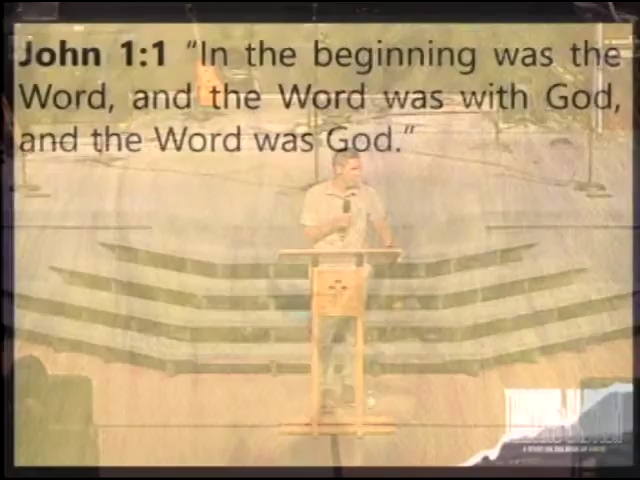 John 1:1 “In the beginning was the
Word, and the Word was with God,
and the Word was God.”